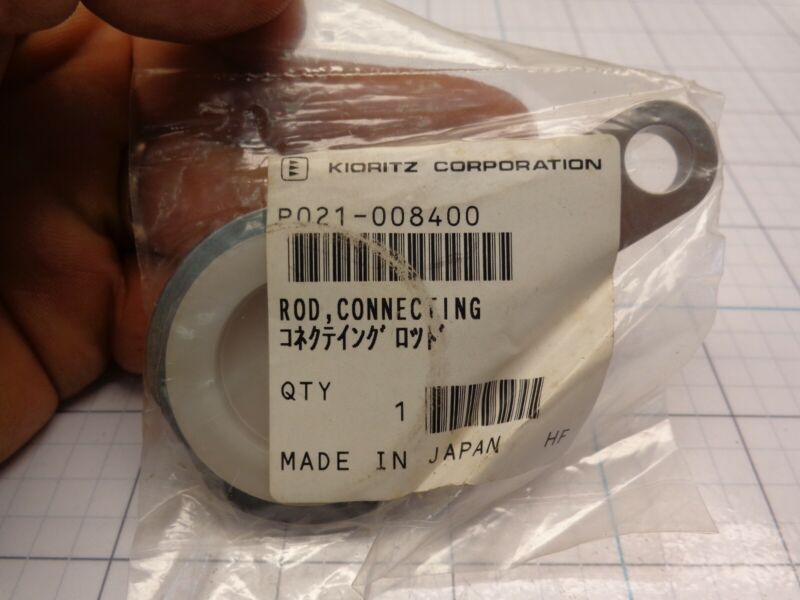 KIORITZ CORPORATION
P021-008400
ROD,CONNECTING
コネクテイング ロッド
QTY
1
MADE IN JAPAN HF